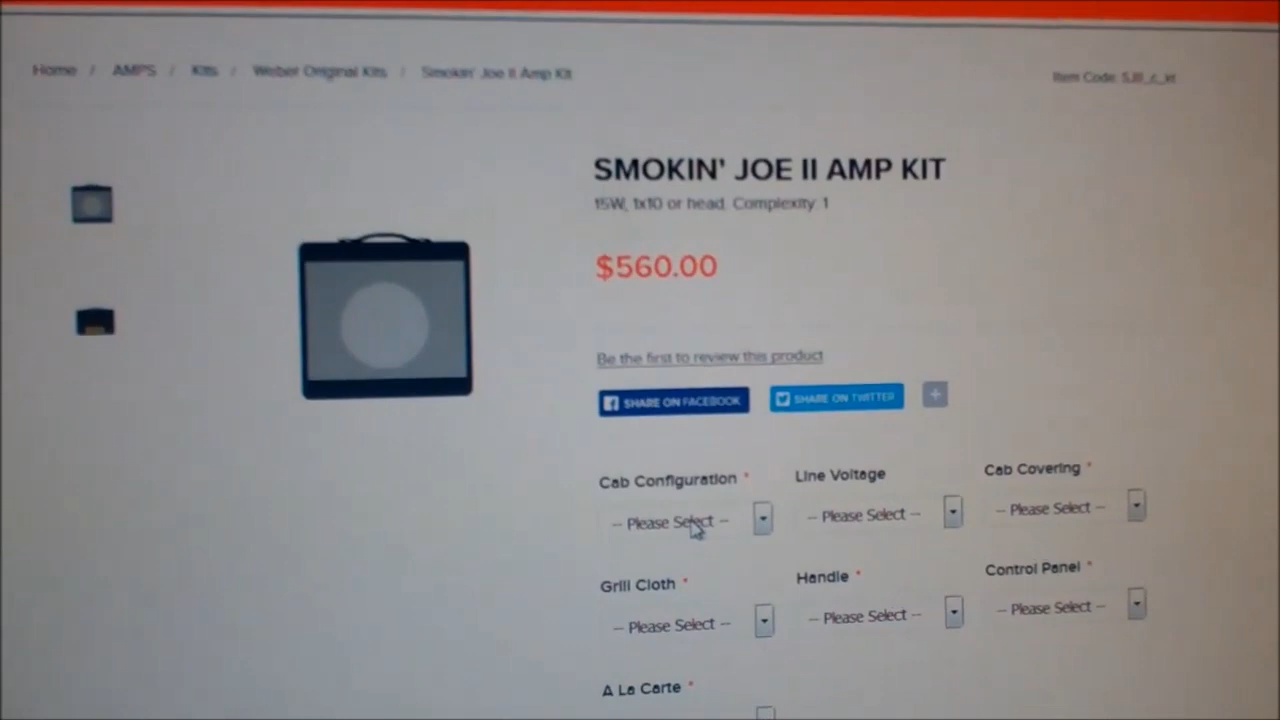 Home / AMPS / Kits / Weber Original Kits / Smokin' Joe II Amp Kit
Item Code:
SMOKIN' JOE II AMP KIT
15W, 1x10 or head. Complexity: 1
$560.00
Be the first to review this product
SHARE ON FACEBOOK
SHARE ON TWITTER
Cab Configuration *
Line Voltage
Cab Covering *
-- Please Select --
-- Please Select --
-- Please Select --
Grill Cloth *
Handle *
Control Panel *
-- Please Select --
-- Please Select --
-- Please Select --
A La Carte *